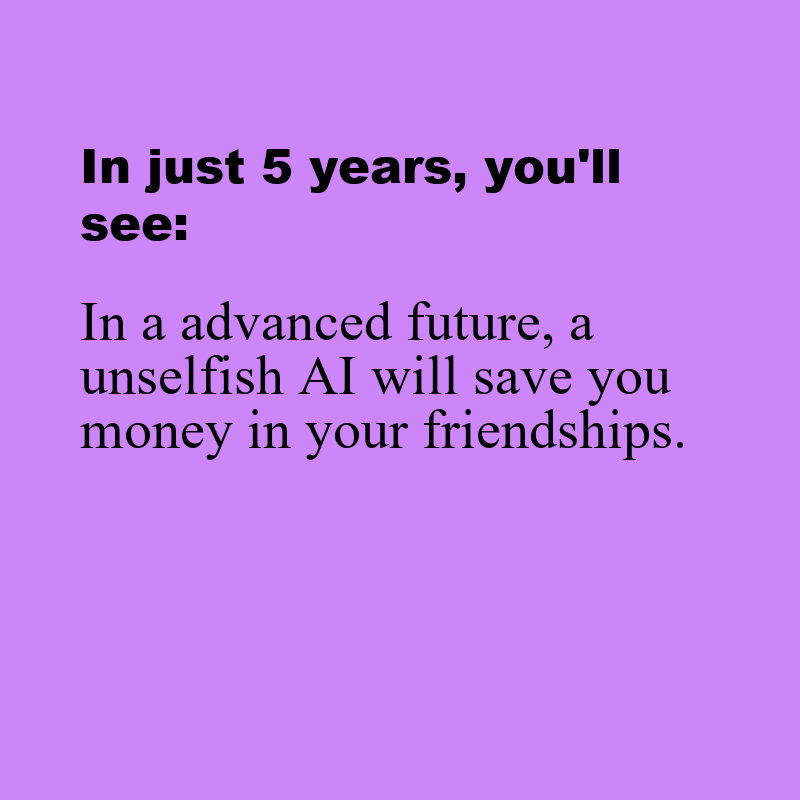 In just 5 years, you'll
see:
In a advanced future, a
unselfish AI will save you
money in your friendships.